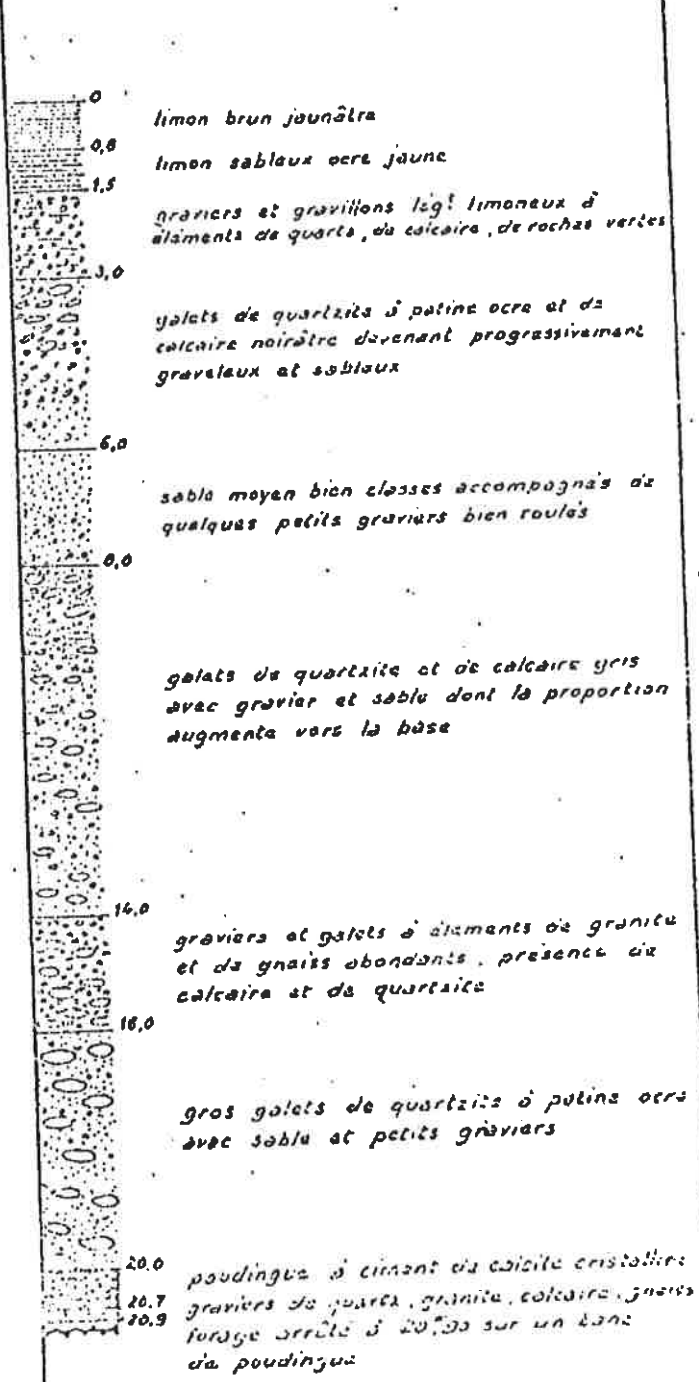 0
limon brun jaunâtre
0,8
limon sableux ocre jaune
1,5
graviers et gravillons légt limoneux à
éléments de quartz, de calcaire, de roches vertes
3,0
galets de quartzite à patine ocre et de
calcaire noirâtre devenant progressivement
graveleux et sableux
6,0
sable moyen bien classés accompagnés de
quelques petits graviers bien roulés
8,0
galets de quartzite et de calcaire gris
avec gravier et sable dont la proportion
augmente vers la base
14,0
graviers et galets à éléments de granite
et de gneiss abondants, présence de
calcaire et de quartzite
16,0
gros galets de quartzite à patine ocre
avec sable et petits graviers
20,0
poudingue à ciment de calcite cristalline
20,7
graviers de quartz, granite, calcaire, gneiss
20,9
forage arrêté à sur un banc
de poudingue